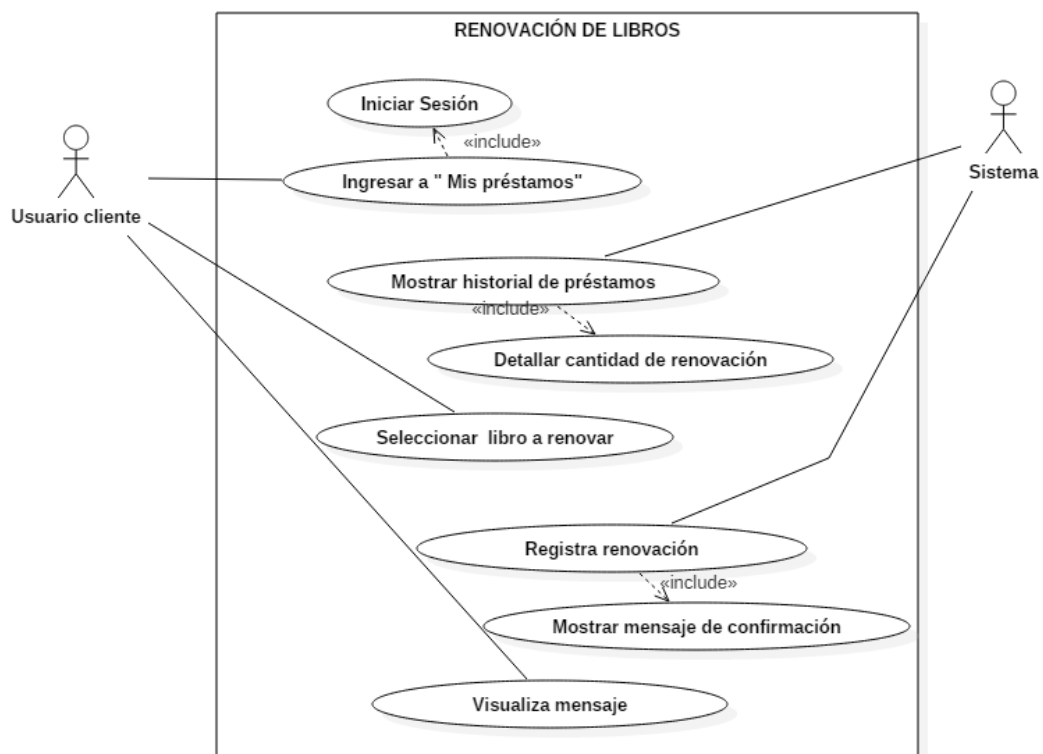 RENOVACIÓN DE LIBROS
Iniciar Sesión
«include»
Ingresar a " Mis préstamos"
Usuario cliente
Sistema
Mostrar historial de préstamos
«include»
Detallar cantidad de renovación
Seleccionar libro a renovar
Registra renovación
«include»
Mostrar mensaje de confirmación
Visualiza mensaje